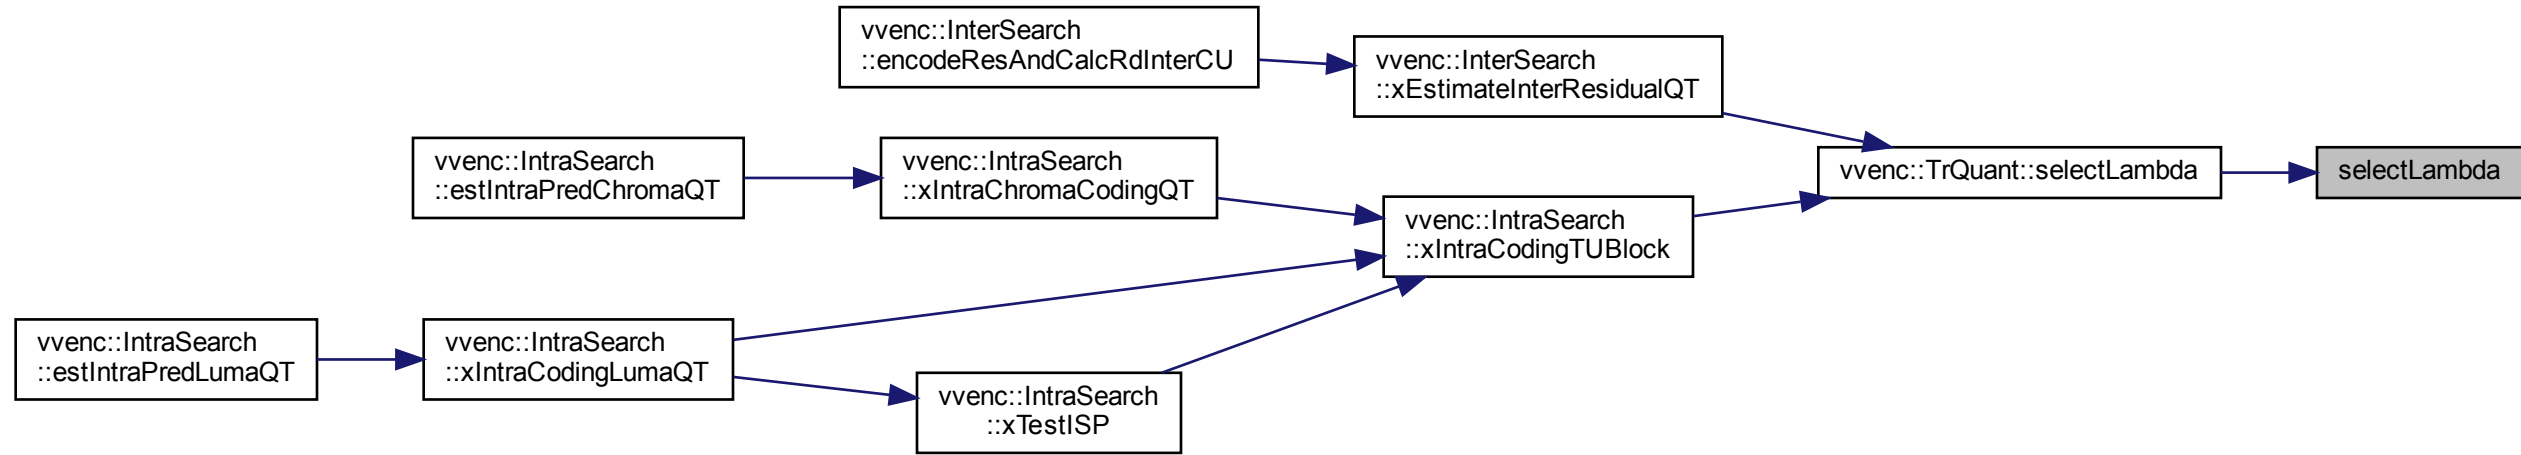 vvenc::InterSearch
::encodeResAndCalcRdInterCU
vvenc::InterSearch
::xEstimateInterResidualQT
vvenc::IntraSearch
::estIntraPredChromaQT
vvenc::IntraSearch
::xIntraChromaCodingQT
vvenc::TrQuant::selectLambda
selectLambda
vvenc::IntraSearch
::xIntraCodingTUBlock
vvenc::IntraSearch
::estIntraPredLumaQT
vvenc::IntraSearch
::xIntraCodingLumaQT
vvenc::IntraSearch
::xTestISP